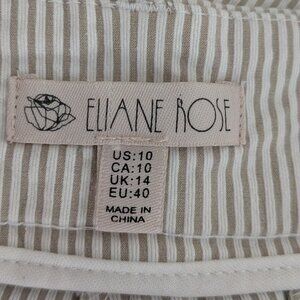 ELIANE ROSE
US:10
CA:10
UK:14
EU:40
MADE IN
CHINA